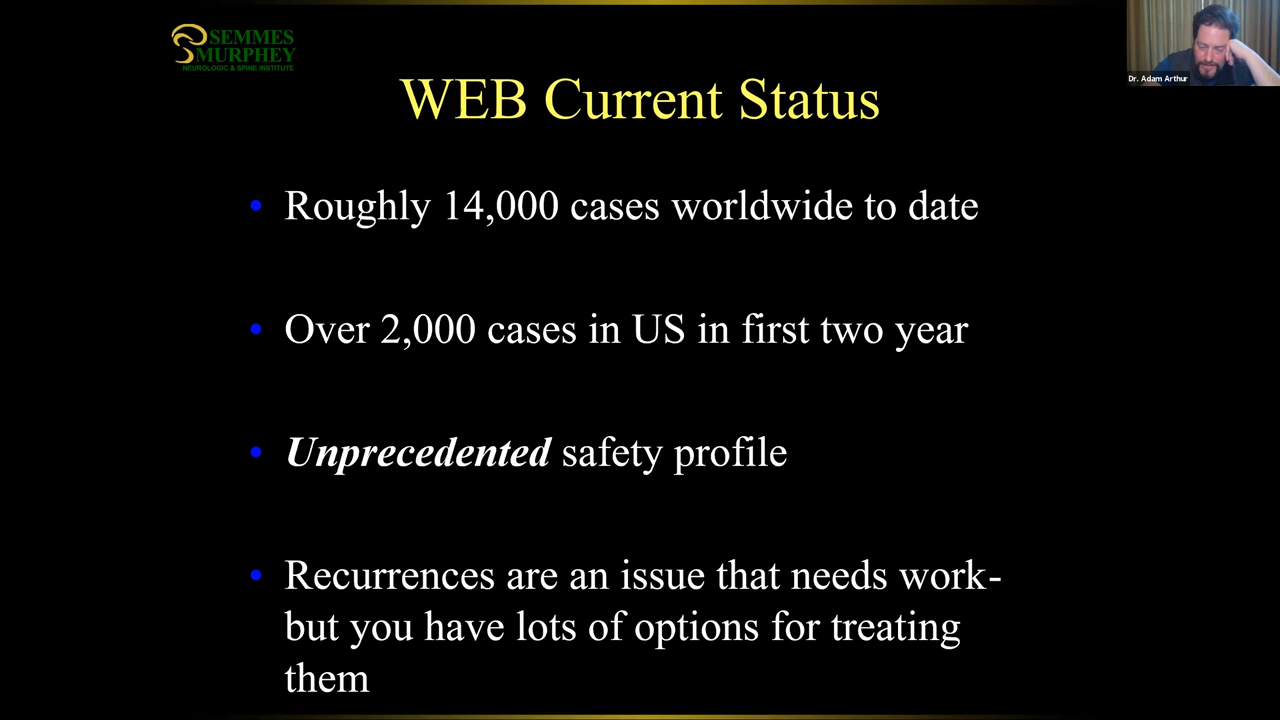 SEMMES
MURPHEY
NEUROLOGIC & SPINE INSTITUTE
Dr. Adam Arthur
WEB Current Status
• Roughly 14,000 cases worldwide to date
• Over 2,000 cases in US in first two year
• Unprecedented safety profile
• Recurrences are an issue that needs work-
but you have lots of options for treating
them